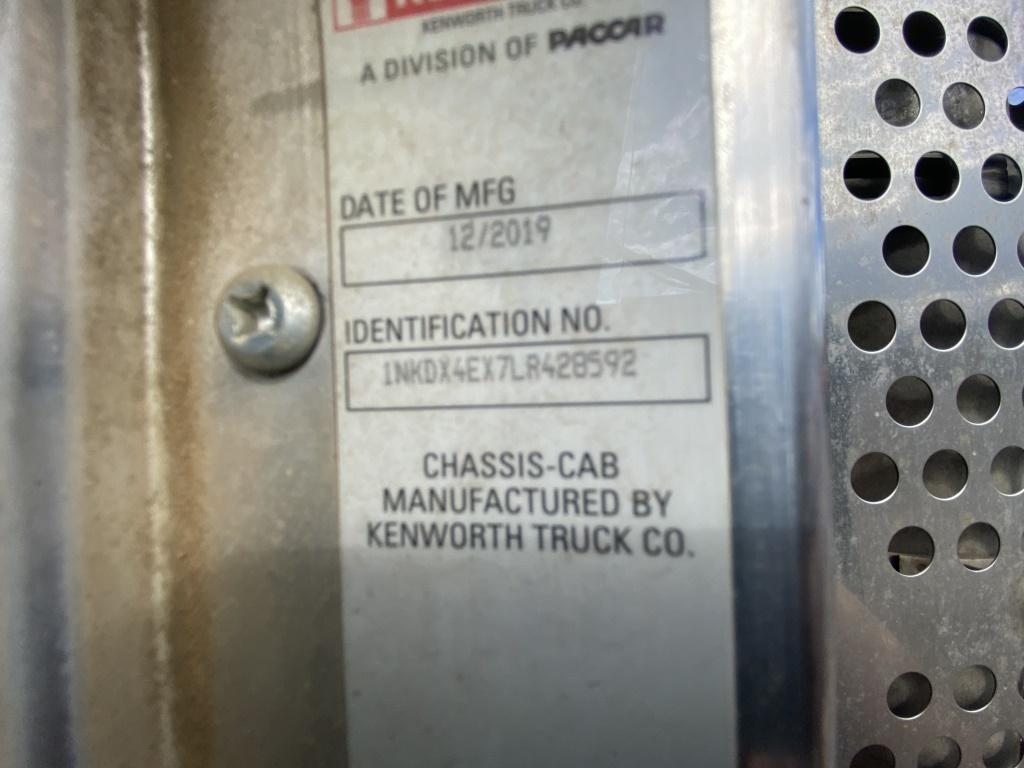 KENWORTH TRUCK CO.
A DIVISION OF PACCAR
DATE OF MFG
12/2019
IDENTIFICATION NO.
1NKDX4EX7LR428592
CHASSIS-CAB
MANUFACTURED BY
KENWORTH TRUCK CO.